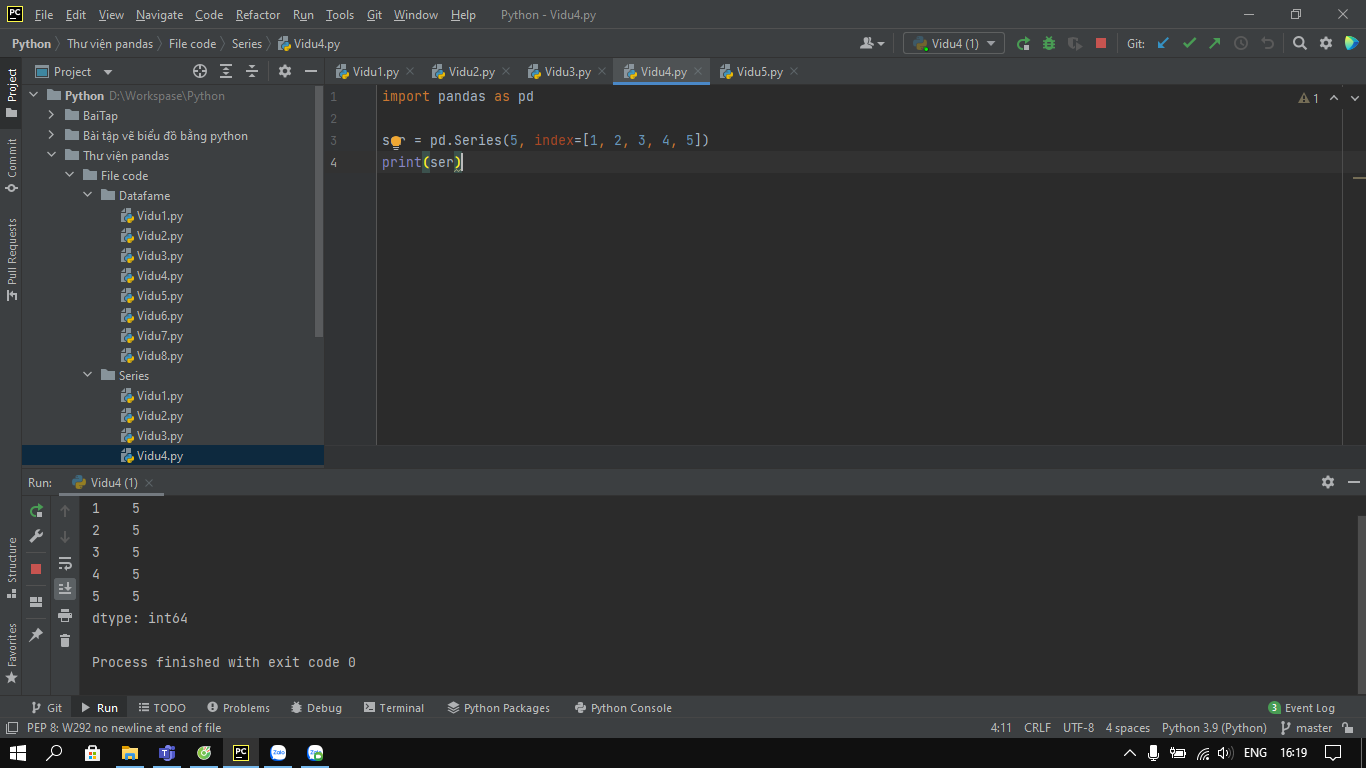 PC File Edit View Navigate Code Refactor Run Tools Git Window Help Python - Vidu4.py
Python Thư viện pandas File code Series Vidu4.py Vidu4 (1) Git:
Project
Vidu1.py Vidu2.py Vidu3.py Vidu4.py Vidu5.py
Python D:\Workspase\Python
BaiTap
Bài tập vẽ biểu đồ bằng python
Thư viện pandas
File code
Datafame
Vidu1.py
Vidu2.py
Vidu3.py
Vidu4.py
Vidu5.py
Vidu6.py
Vidu7.py
Vidu8.py
Series
Vidu1.py
Vidu2.py
Vidu3.py
Vidu4.py
1 import pandas as pd
2
3 ser = pd.Series(5, index=[1, 2, 3, 4, 5])
4 print(ser)
1
Project
Commit
Pull Requests
Structure
Favorites
Run: Vidu4 (1)
1 5
2 5
3 5
4 5
5 5
dtype: int64
Process finished with exit code 0
Git Run TODO Problems Debug Terminal Python Packages Python Console 3 Event Log
PEP 8: W292 no newline at end of file 4:11 CRLF UTF-8 4 spaces Python 3.9 (Python) master
PC Zalo Zalo ENG 16:19